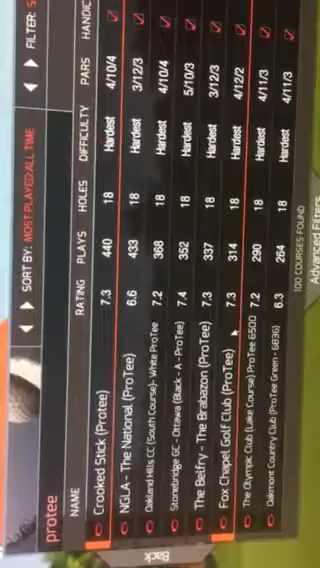 SORT BY: MOST PLAYED ALL TIME
FILTER:
protee
NAME RATING PLAYS HOLES DIFFICULTY PARS
Crooked Stick (Protee) 7.3 440 18 Hardest 4/10/4
NGLA - The National (ProTee) 6.6 433 18 Hardest 3/12/3
Oakland Hills CC (South Course)- White ProTee 7.2 368 18 Hardest 4/10/4
Stonebridge GC - Ottawa (Black - A - ProTee) 7.4 362 18 Hardest 5/10/3
The Belfry - The Brabazon (ProTee) 7.3 337 18 Hardest 3/12/3
Fox Chapel Golf Club (ProTee) 7.3 314 18 Hardest 4/12/2
The Olympic Club (Lake Course) ProTee 6500 7.2 290 18 Hardest 4/11/3
Oakmont Country Club (ProTee Green - 6836) 6.3 264 18 Hardest 4/11/3
100 COURSES FOUND
Back
Advanced Filters